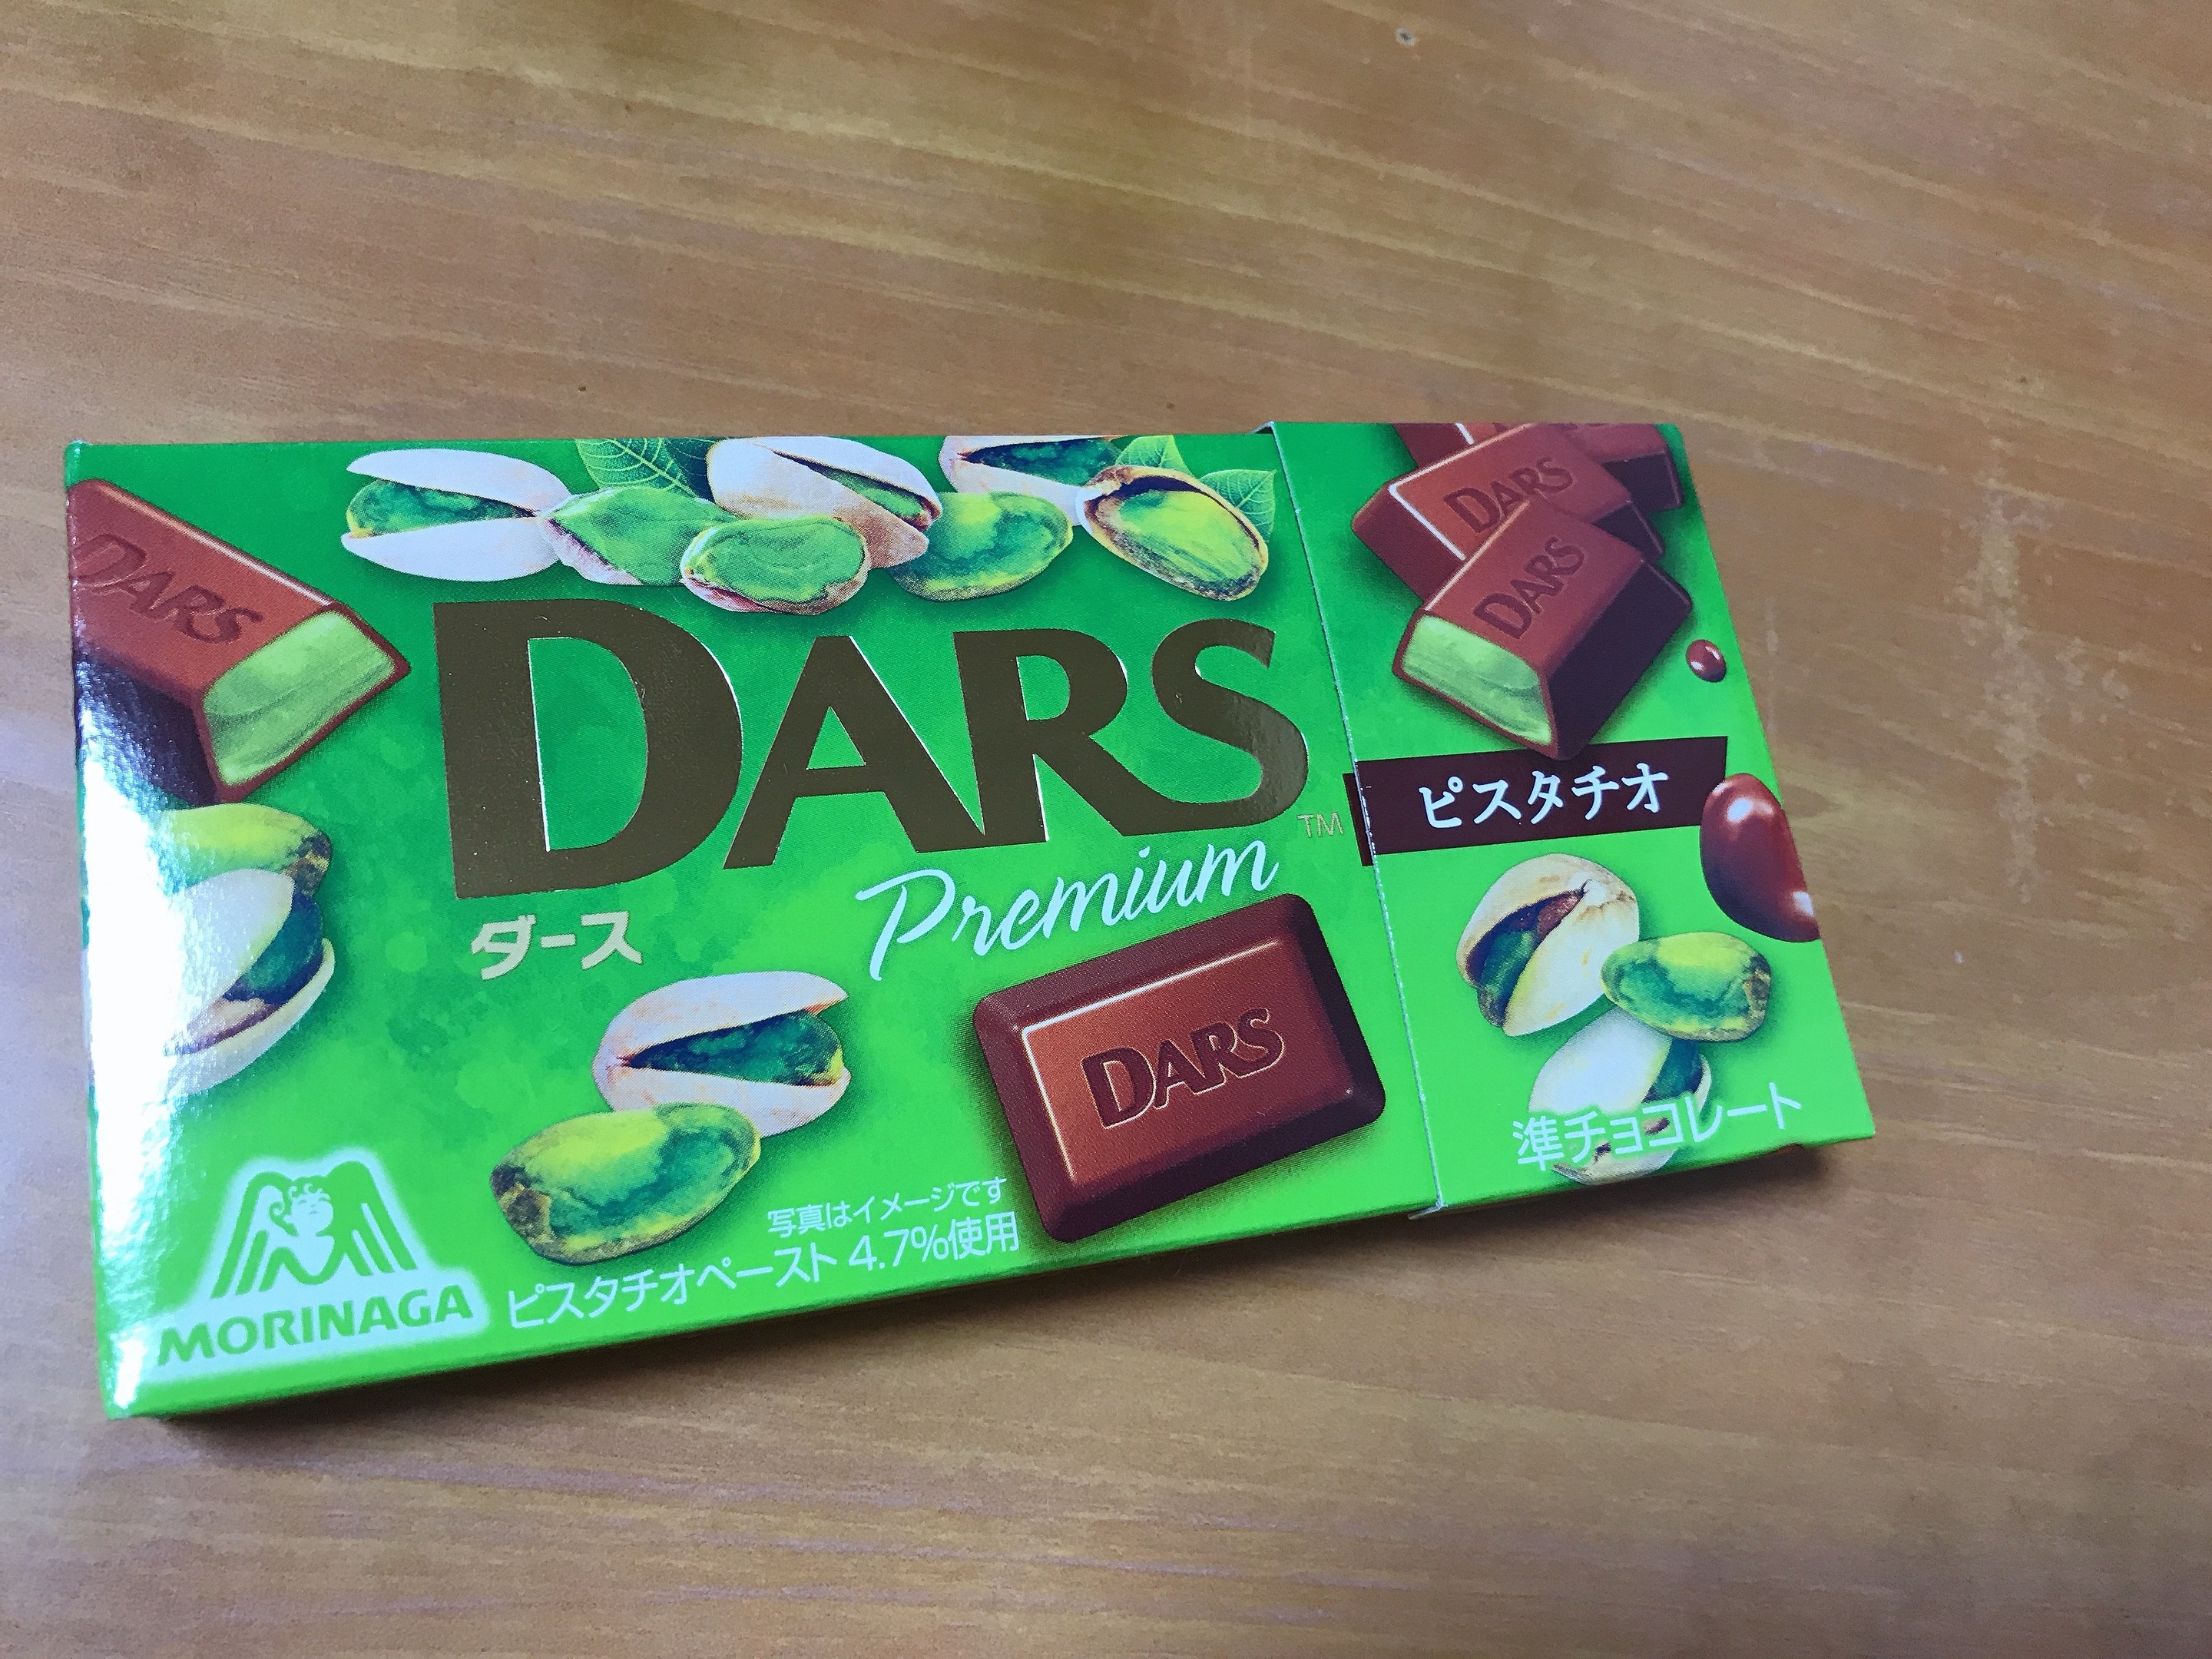 DARS
DARS
DARS
DARS
TM
ピスタチオ
Premium
ダース
DARS
準チョコレート
写真はイメージです
ピスタチオペースト 4.7%使用
MORINAGA